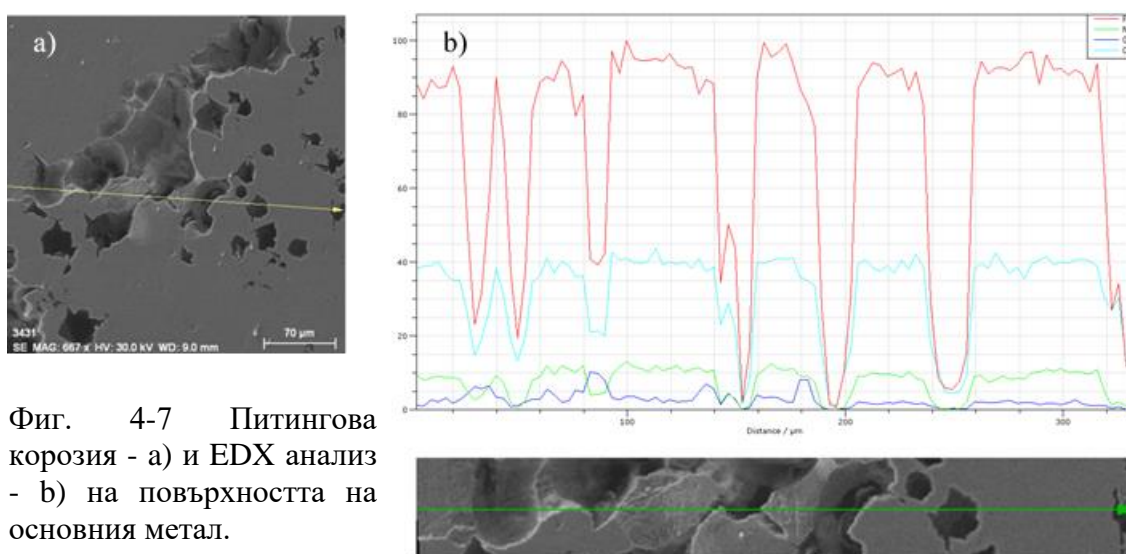 a)
3431
SE MAG: 667 x HV: 30.0 kV WD: 9.0 mm
70 µm
Фиг. 4-7 Питингова
корозия - a) и EDX анализ
- b) на повърхността на
основния метал.
b)
100
80
60
40
20
0
100
200
300
Distance / µm